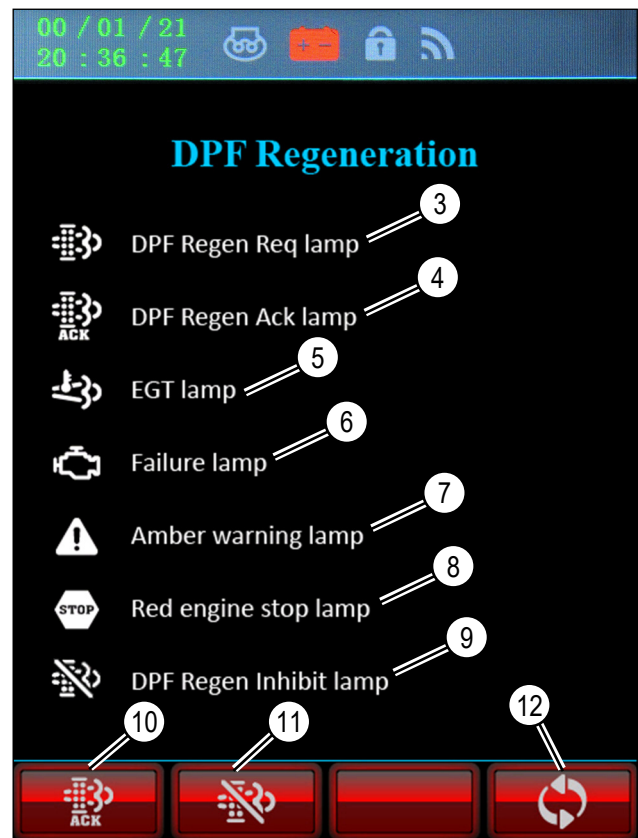 00 / 01 / 21
20 : 36 : 47
DPF Regeneration
3
DPF Regen Req lamp
4
ACK
DPF Regen Ack lamp
5
EGT lamp
6
Failure lamp
7
Amber warning lamp
8
STOP
Red engine stop lamp
9
DPF Regen Inhibit lamp
10
11
12
ACK